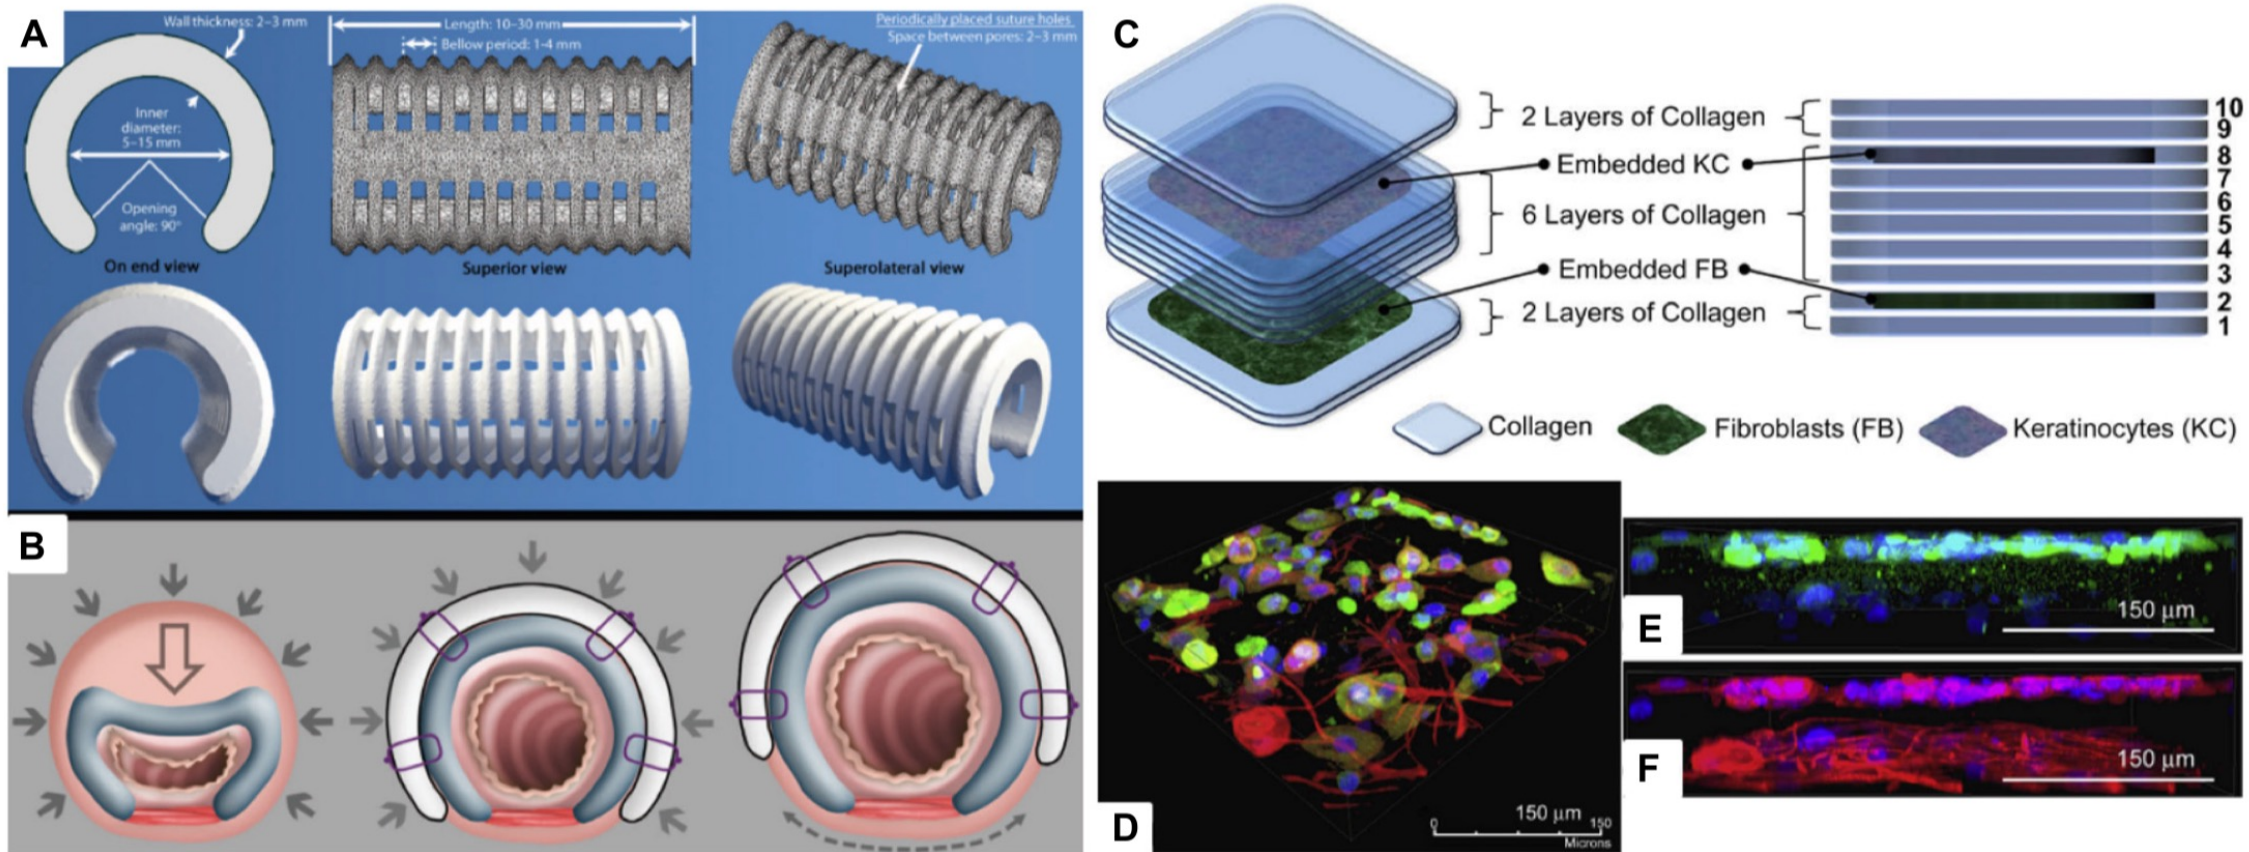 A
Wall thickness: 2–3 mm
Inner
diameter:
5–15 mm
Opening
angle: 90°
On end view
Length: 10–30 mm
Bellow period: 1-4 mm
Superior view
Periodically placed suture holes
Space between pores: 2–3 mm
Superolateral view
B
C
2 Layers of Collagen
Embedded KC
6 Layers of Collagen
Embedded FB
2 Layers of Collagen
10
9
8
7
6
5
4
3
2
1
Collagen
Fibroblasts (FB)
Keratinocytes (KC)
D
150 µm
0
150
Microns
E
150 µm
F
150 µm